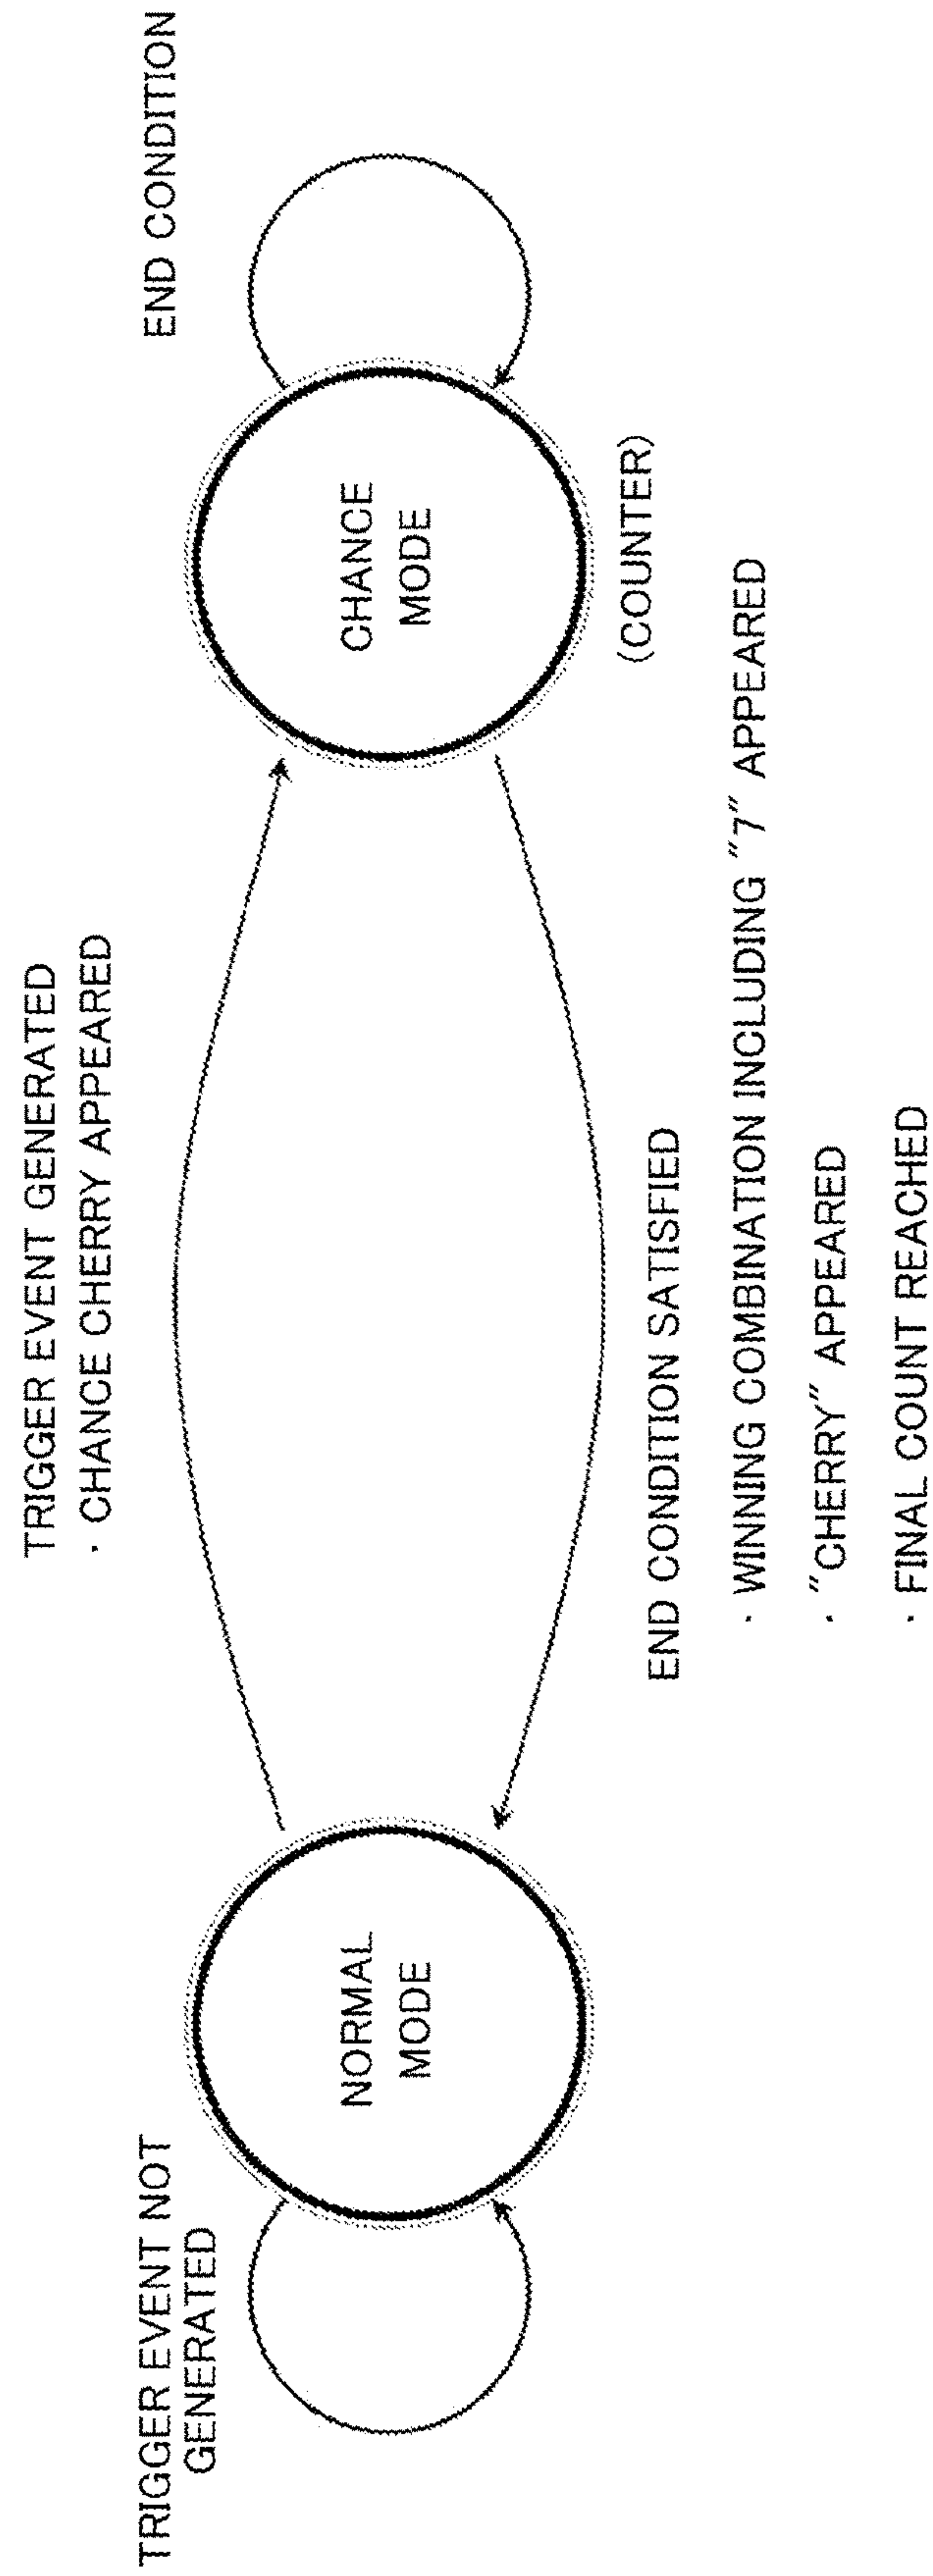 TRIGGER EVENT GENERATED
· CHANCE CHERRY APPEARED
TRIGGER EVENT NOT
GENERATED
END CONDITION
NORMAL
MODE
CHANCE
MODE
(COUNTER)
END CONDITION SATISFIED
· WINNING COMBINATION INCLUDING "7" APPEARED
· "CHERRY" APPEARED
· FINAL COUNT REACHED